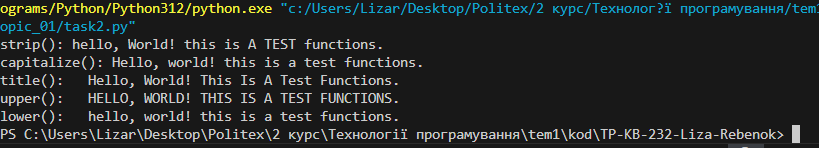 ograms/Python/Python312/python.exe "c:/Users/Lizar/Desktop/Politex/2 курс/Технолог?ї програмування/tem1
opic_01/task2.py"
strip(): hello, World! this is A TEST functions.
capitalize(): Hello, world! this is a test functions.
title():   Hello, World! This Is A Test Functions.
upper():   HELLO, WORLD! THIS IS A TEST FUNCTIONS.
lower():   hello, world! this is a test functions.
PS C:\Users\Lizar\Desktop\Politex\2 курс\Технології програмування\tem1\kod\TP-KB-232-Liza-Rebenok>